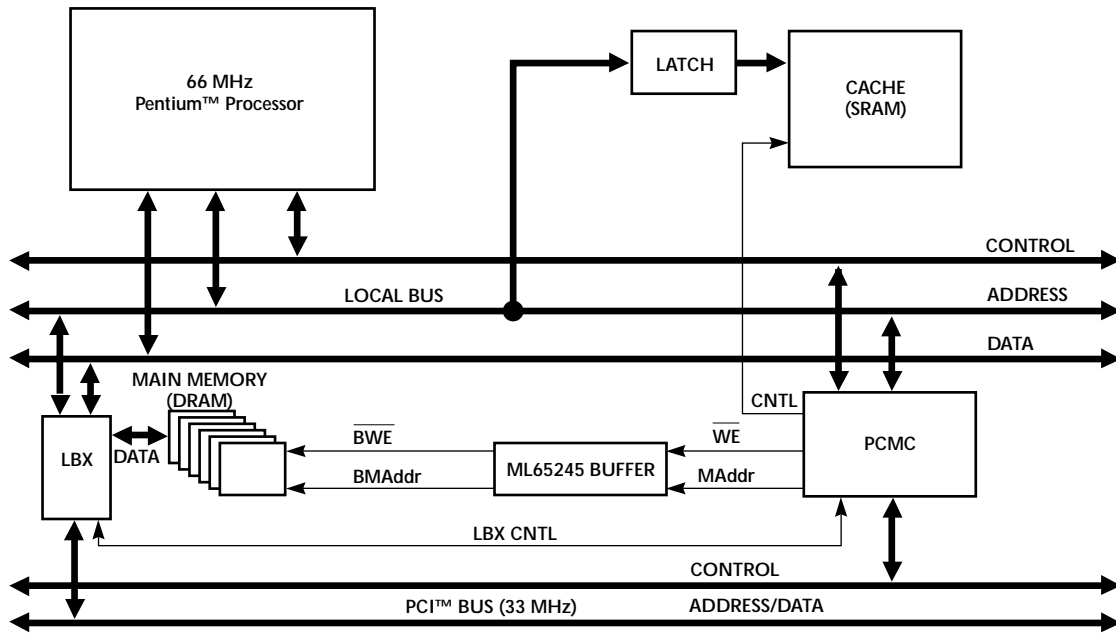 66 MHz
Pentium™ Processor
LATCH
CACHE
(SRAM)
CONTROL
LOCAL BUS
ADDRESS
DATA
MAIN MEMORY
(DRAM)
CNTL
LBX
DATA
BWE
BMAddr
ML65245 BUFFER
WE
MAddr
PCMC
LBX CNTL
CONTROL
PCI™ BUS (33 MHz)
ADDRESS/DATA